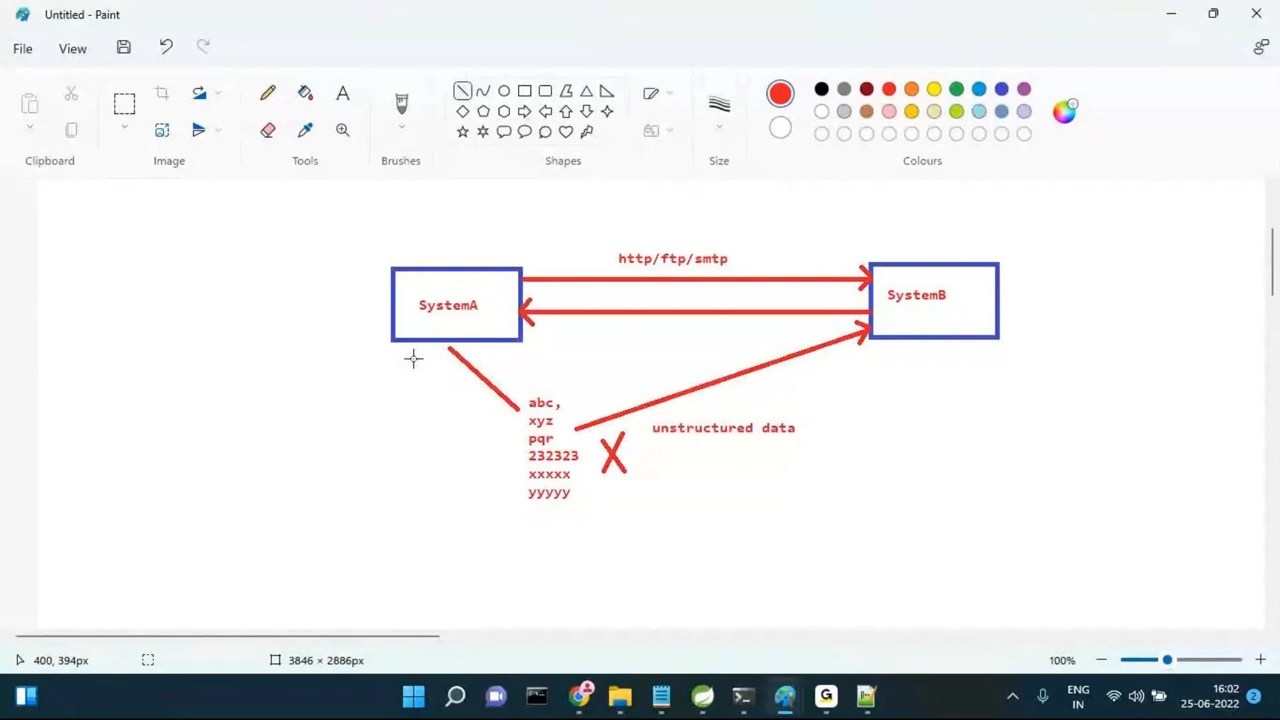 Untitled - Paint
File View
Clipboard
Image
Tools
Brushes
Shapes
Size
Colours
http/ftp/smtp
SystemA
SystemB
abc,
xyz
pqr
232323
xxxxx
yyyyy
unstructured data
400, 394px
3846 × 2886px
100%
ENG
IN
16:02
25-06-2022
2